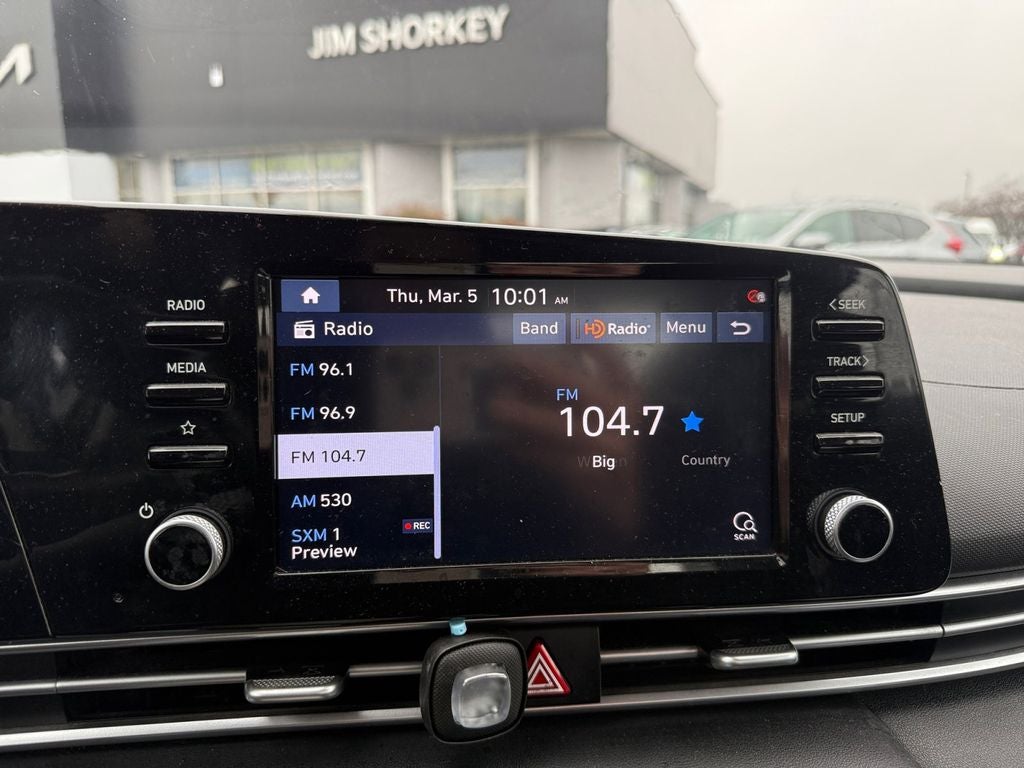 JIM SHORKEY
RADIO
MEDIA
Thu, Mar. 5 10:01 AM
Radio
Band
HD Radio
Menu
FM 96.1
FM 96.9
FM 104.7
AM 530
SXM 1
REC
Preview
FM
104.7
Big
Country
SCAN
<SEEK
TRACK>
SETUP